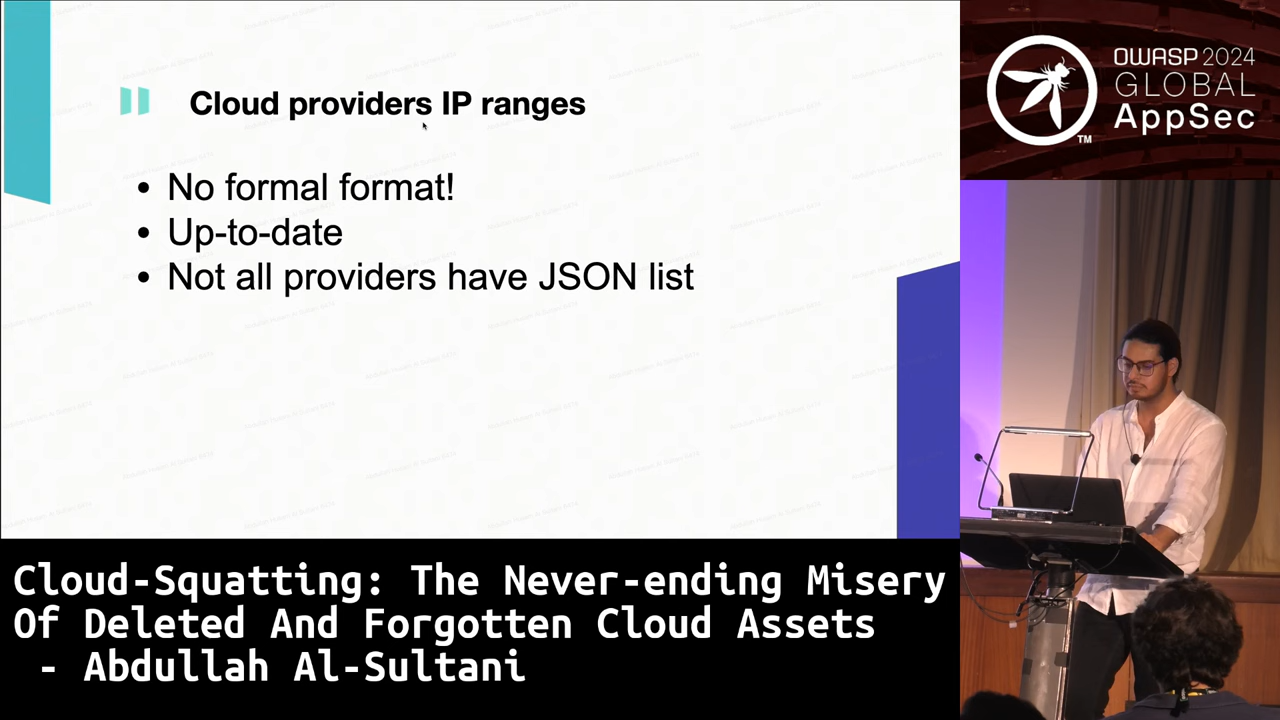 Cloud providers IP ranges
• No formal format!
• Up-to-date
• Not all providers have JSON list
OWASP 2024
GLOBAL
AppSec
TM
Cloud-Squatting: The Never-ending Misery
Of Deleted And Forgotten Cloud Assets
- Abdullah Al-Sultani